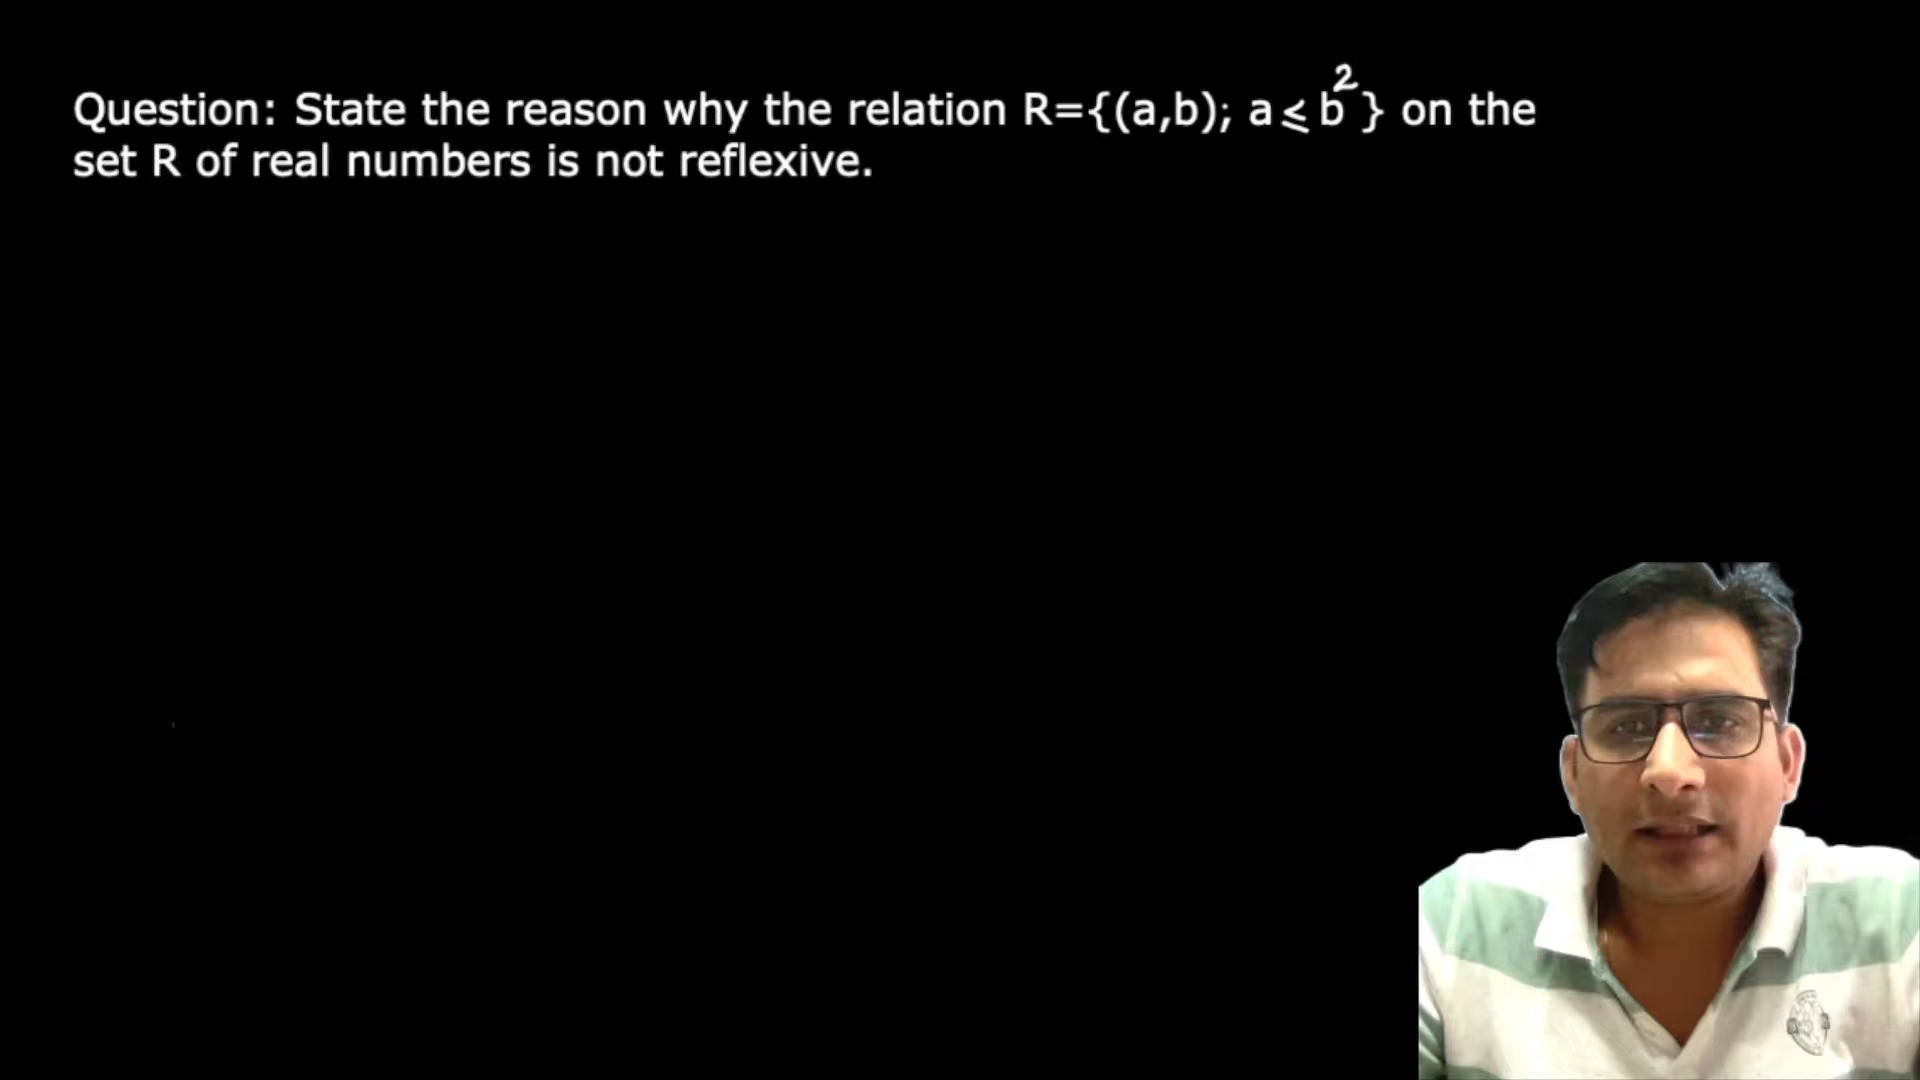 Question: State the reason why the relation R={(a,b); a⩽b²} on the
set R of real numbers is not reflexive.